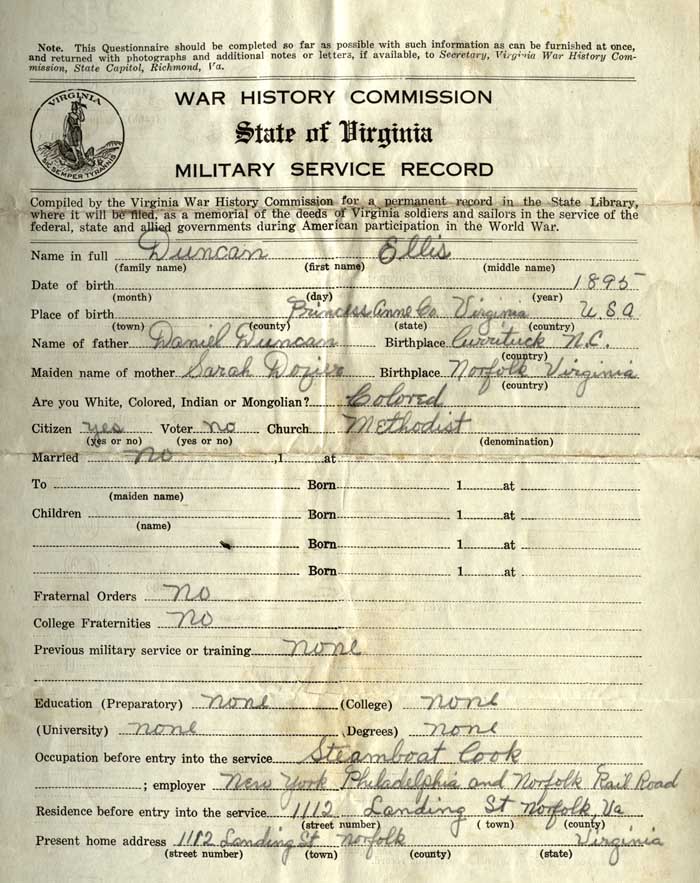 Note. This Questionnaire should be completed so far as possible with such information as can be furnished at once,
and returned with photographs and additional notes or letters, if available, to Secretary, Virginia War History Com-
mission, State Capitol, Richmond, Va.
VIRGINIA
SIC SEMPER TYRANNIS
WAR HISTORY COMMISSION
State of Virginia
MILITARY SERVICE RECORD
Compiled by the Virginia War History Commission for a permanent record in the State Library,
where it will be filed, as a memorial of the deeds of Virginia soldiers and sailors in the service of the
federal, state and allied governments during American participation in the World War.
Name in full Duncan Ellis
(family name) (first name) (middle name)
Date of birth 1895
(month) (day) (year)
Place of birth Princess Anne Co. Virginia U.S.A
(town) (county) (state) (country)
Name of father Daniel Duncan Birthplace Currituck N.C.
(country)
Maiden name of mother Sarah Dozier Birthplace Norfolk Virginia
(country)
Are you White, Colored, Indian or Mongolian? Colored
Citizen yes Voter no Church Methodist
(yes or no) (yes or no) (denomination)
Married no ,1 at
To Born 1 at
(maiden name)
Children Born 1 at
(name)
Born 1 at
Born 1 at
Fraternal Orders no
College Fraternities no
Previous military service or training none
Education (Preparatory) none (College) none
(University) none Degrees) none
Occupation before entry into the service Steamboat Cook
; employer New York Philadelphia and Norfolk Rail Road
Residence before entry into the service 1112 Landing St Norfolk, Va
(street number) (town) (county)
Present home address 1112 Landing St Norfolk Virginia
(street number) (town) (county) (state)